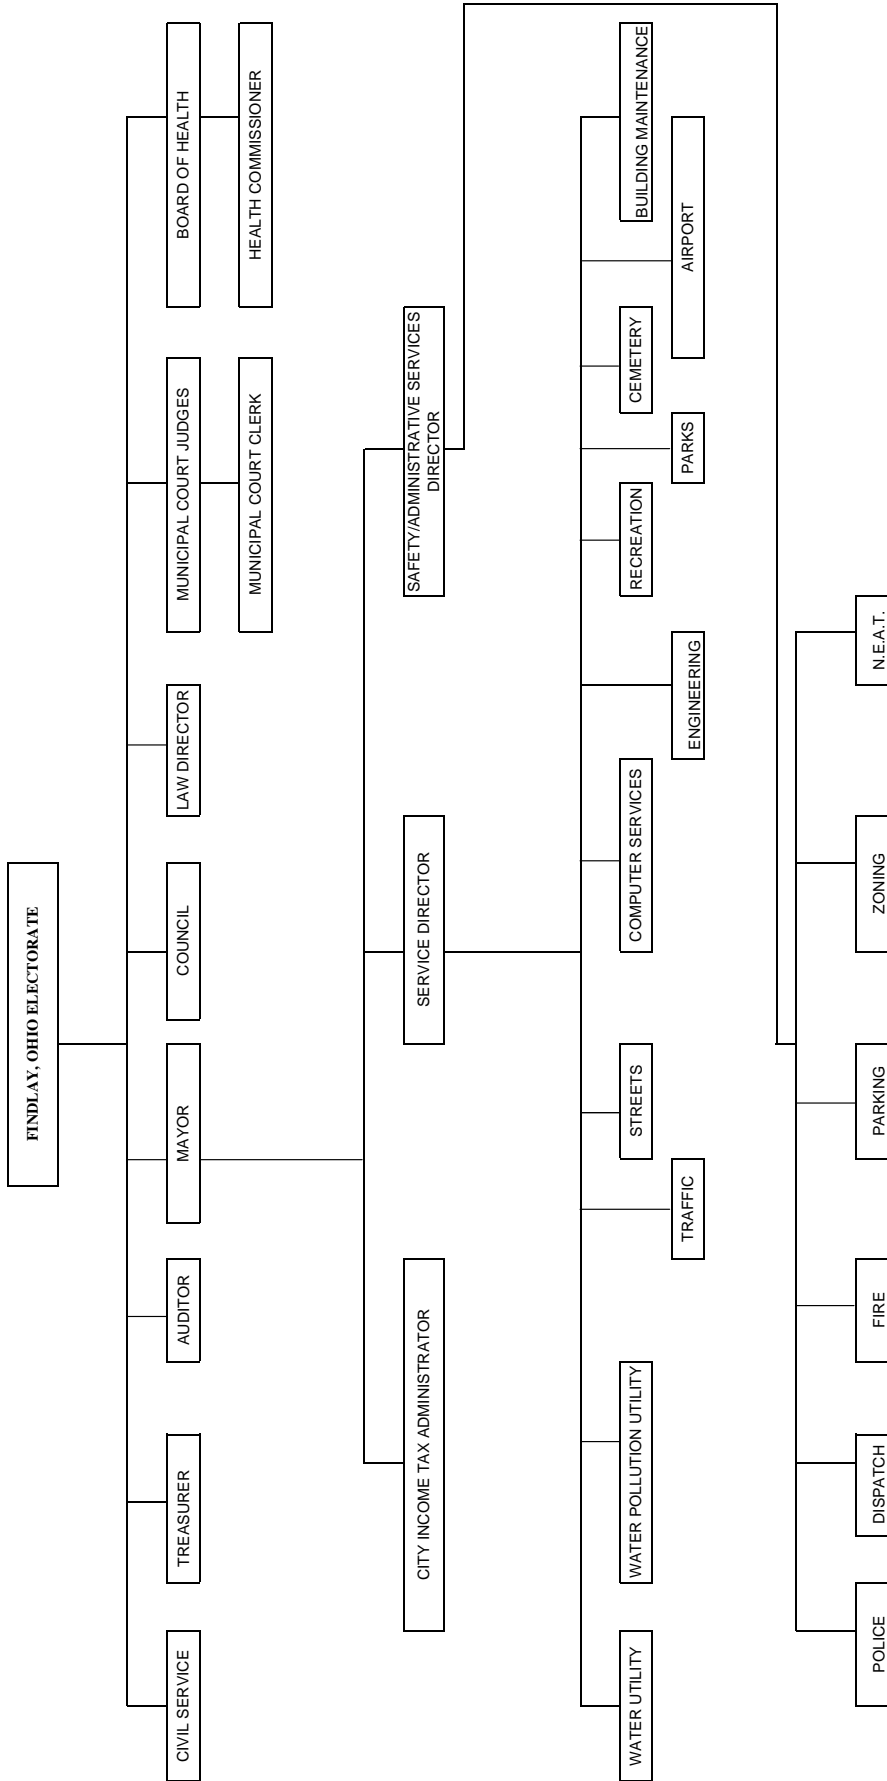 FINDLAY, OHIO ELECTORATE
CIVIL SERVICE
TREASURER
AUDITOR
MAYOR
COUNCIL
LAW DIRECTOR
MUNICIPAL COURT JUDGES
BOARD OF HEALTH
MUNICIPAL COURT CLERK
HEALTH COMMISSIONER
CITY INCOME TAX ADMINISTRATOR
SERVICE DIRECTOR
SAFETY/ADMINISTRATIVE SERVICES
DIRECTOR
WATER UTILITY
WATER POLLUTION UTILITY
STREETS
COMPUTER SERVICES
RECREATION
CEMETERY
BUILDING MAINTENANCE
TRAFFIC
ENGINEERING
PARKS
AIRPORT
POLICE
DISPATCH
FIRE
PARKING
ZONING
N.E.A.T.